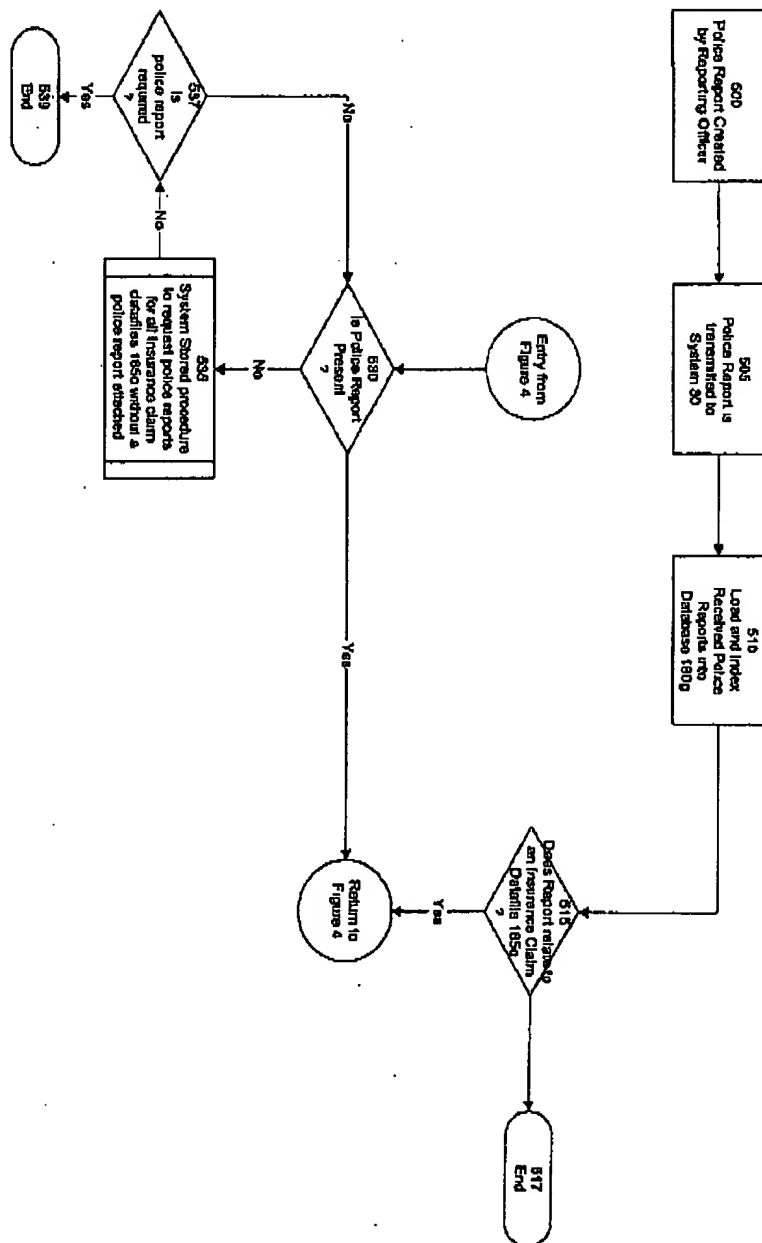 500
Police Report Created
by Reporting Officer
505
Police Report is
transmitted to
System 80
510
Load and Index
Received Police
Reports into
Database 180g
515
Does Report relate to
an Insurance Claim
Datafile 185c
?
Yes
517
End
Entry from
Figure 4
530
Is Police Report
Present
?
Yes
Return to
Figure 4
No
535
System Stored procedure
to request police reports
for all insurance claim
datafiles 185c without a
police report attached
No
537
Is
police report
required
?
No
Yes
539
End